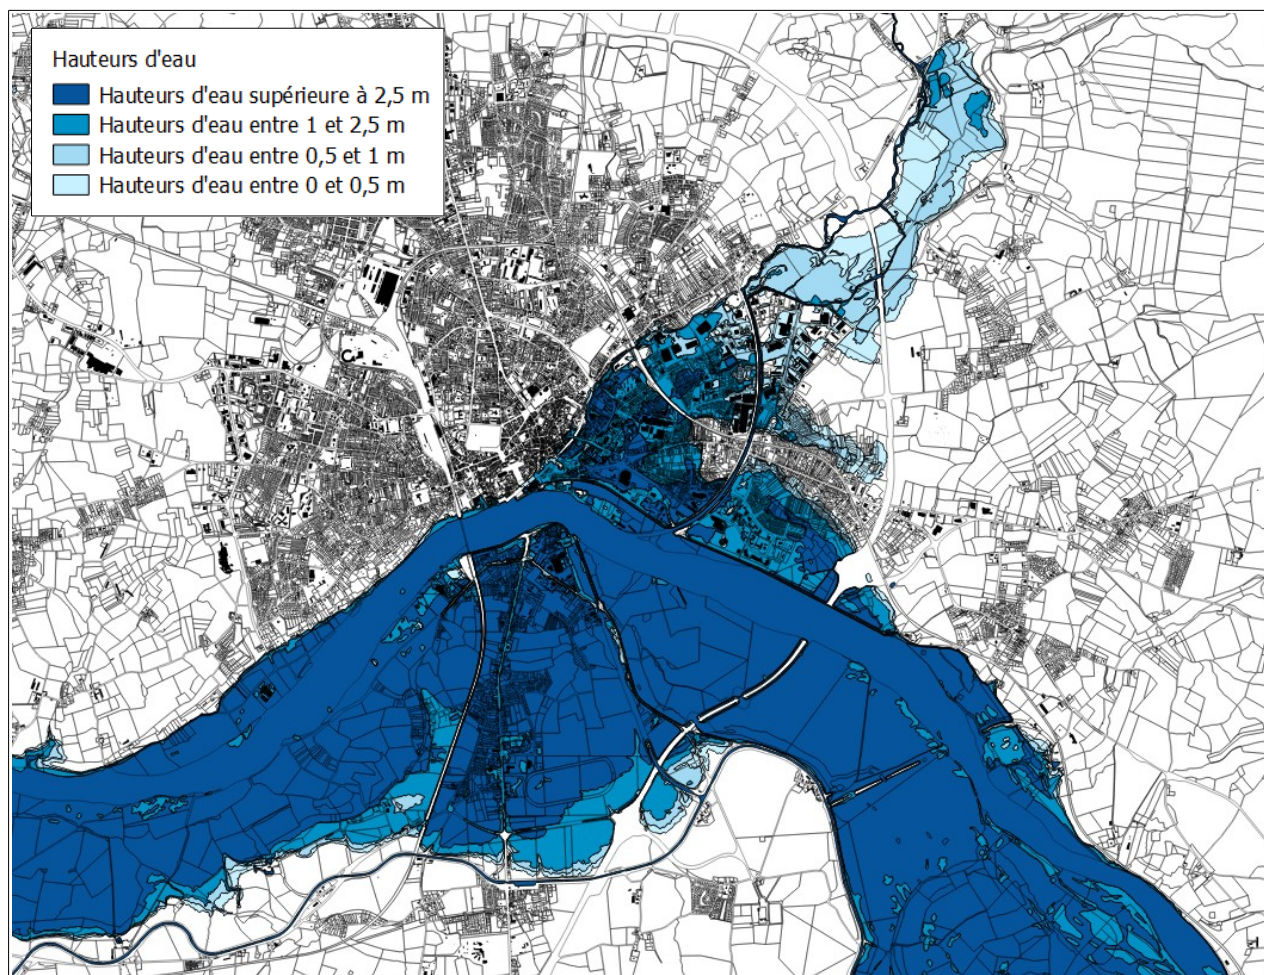 Hauteurs d'eau
Hauteurs d'eau supérieure à 2,5 m
Hauteurs d'eau entre 1 et 2,5 m
Hauteurs d'eau entre 0,5 et 1 m
Hauteurs d'eau entre 0 et 0,5 m